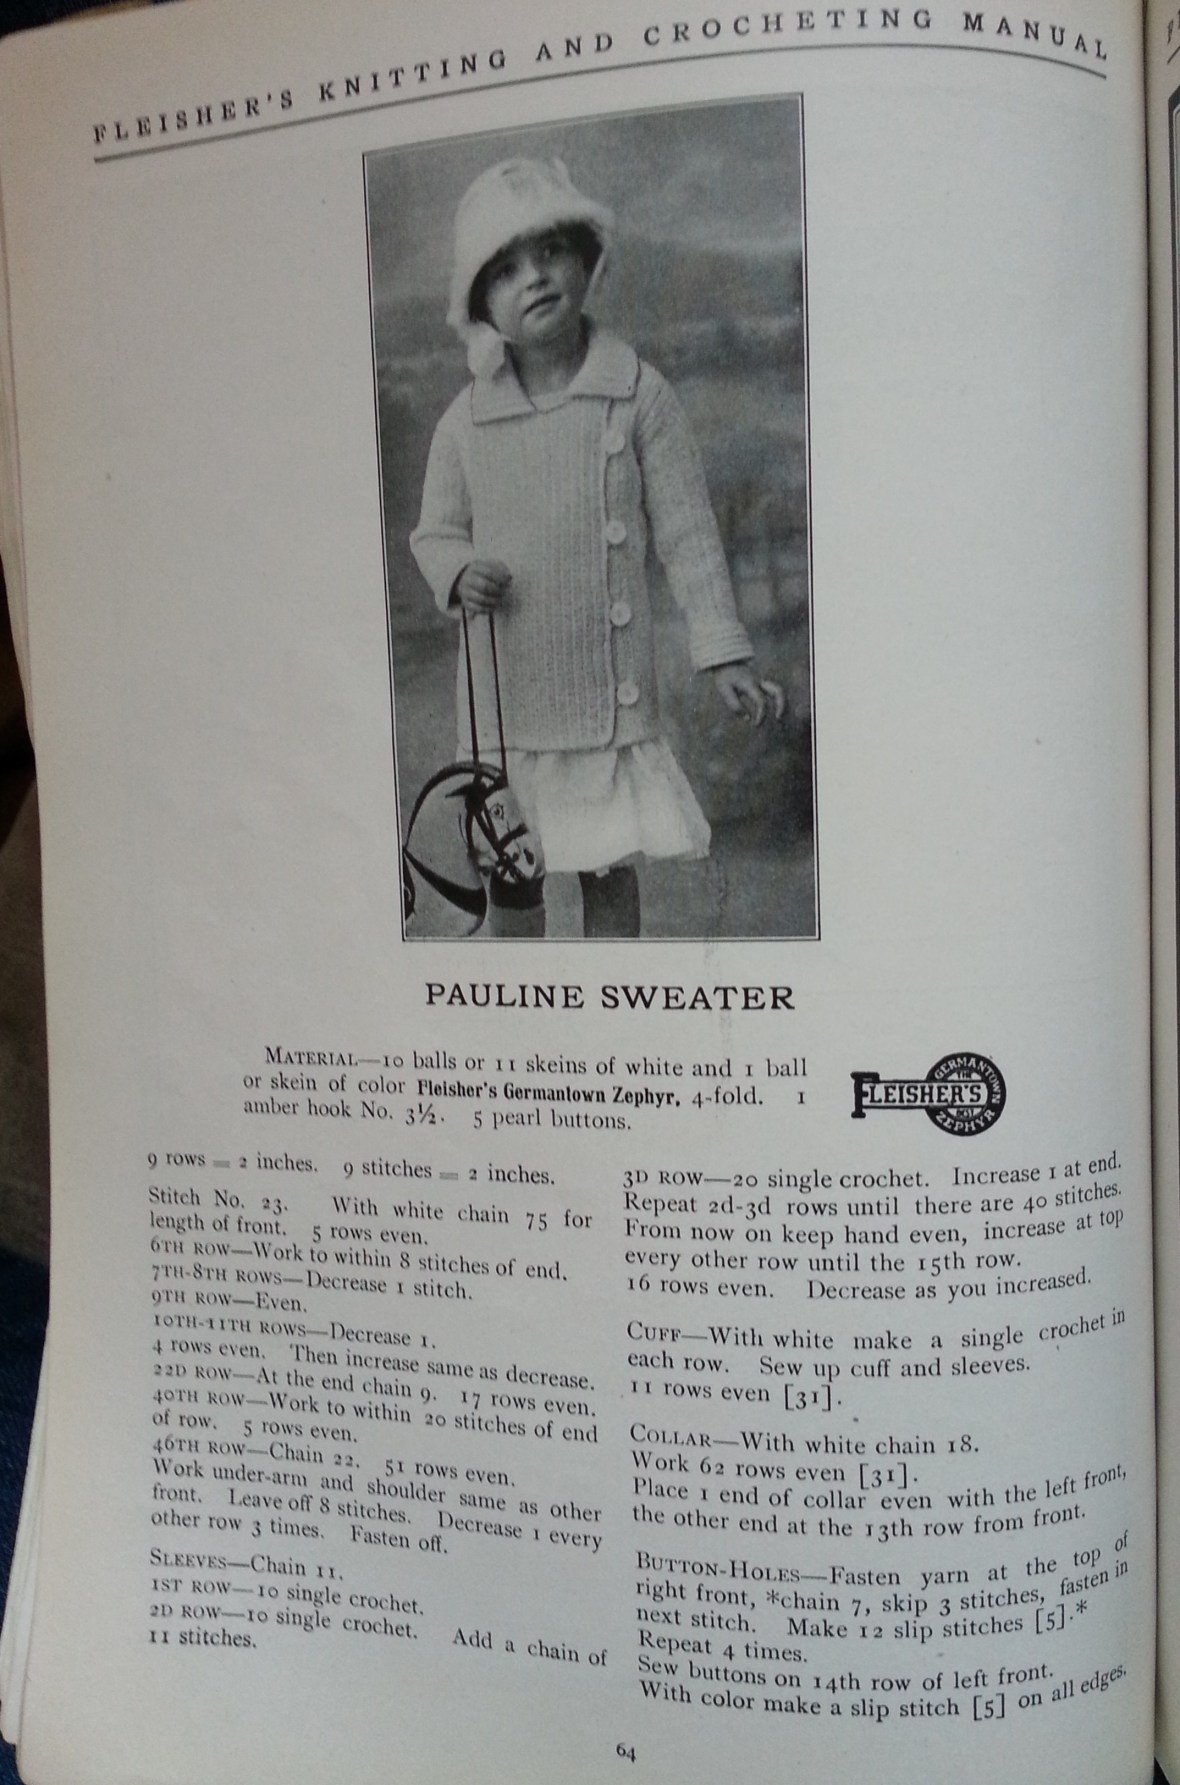 FLEISHER'S KNITTING AND CROCHETING MANUAL
PAULINE SWEATER
MATERIAL—10 balls or 11 skeins of white and 1 ball
or skein of color Fleisher's Germantown Zephyr, 4-fold. 1
amber hook No. 3½. 5 pearl buttons.
GERMANTOWN
THE
FLEISHER'S
BEST
ZEPHYR
9 rows = 2 inches. 9 stitches = 2 inches.
Stitch No. 23. With white chain 75 for
length of front. 5 rows even.
6TH ROW—Work to within 8 stitches of end.
7TH-8TH ROWS—Decrease 1 stitch.
9TH ROW—Even.
10TH-11TH ROWS—Decrease 1.
4 rows even. Then increase same as decrease.
22D ROW—At the end chain 9. 17 rows even.
40TH ROW—Work to within 20 stitches of end
of row. 5 rows even.
46TH ROW—Chain 22. 51 rows even.
Work under-arm and shoulder same as other
front. Leave off 8 stitches. Decrease 1 every
other row 3 times. Fasten off.
SLEEVES—Chain 11.
1ST ROW—10 single crochet.
2D ROW—10 single crochet. Add a chain of
11 stitches.
3D ROW—20 single crochet. Increase 1 at end.
Repeat 2d-3d rows until there are 40 stitches.
From now on keep hand even, increase at top
every other row until the 15th row.
16 rows even. Decrease as you increased.
CUFF—With white make a single crochet in
each row. Sew up cuff and sleeves.
11 rows even [31].
COLLAR—With white chain 18.
Work 62 rows even [31].
Place 1 end of collar even with the left front,
the other end at the 13th row from front.
BUTTON-HOLES—Fasten yarn at the top of
right front, *chain 7, skip 3 stitches, fasten in
next stitch. Make 12 slip stitches [5].*
Repeat 4 times.
Sew buttons on 14th row of left front.
With color make a slip stitch [5] on all edges.
64